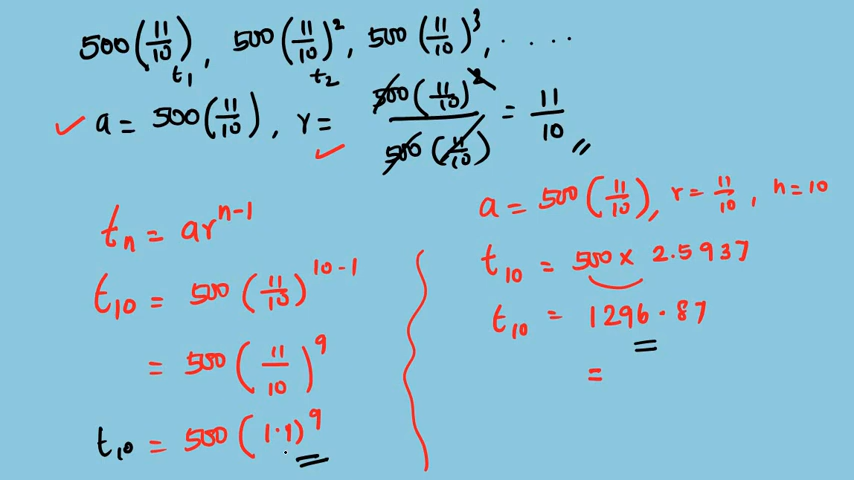 500(11/10), 500(11/10)², 500(11/10)³, ....
t₁ t₂
a = 500(11/10), r = 500(11/10)²/500(11/10) = 11/10
tₙ = arⁿ⁻¹
t₁₀ = 500(11/10)¹⁰⁻¹
= 500(11/10)⁹
t₁₀ = 500(1.1)⁹
a = 500(11/10), r = 11/10, n = 10
t₁₀ = 500 × 2.5937
t₁₀ = 1296.87
=